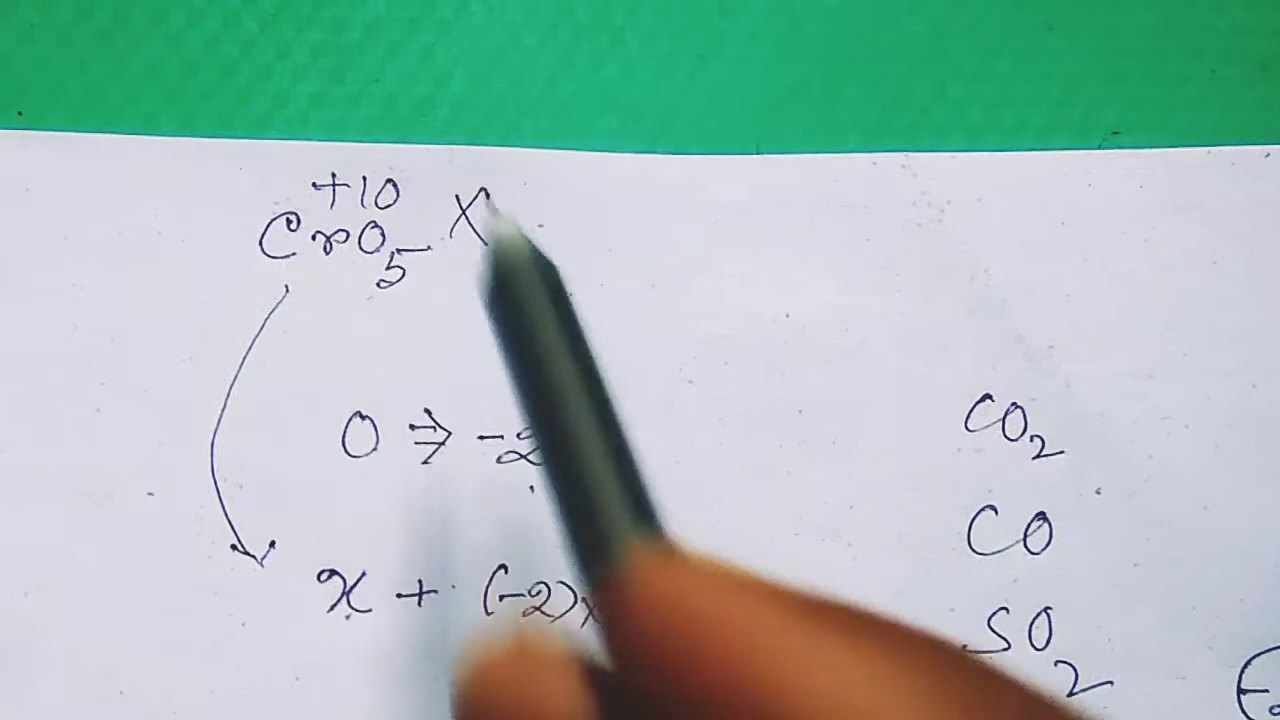 +10
CrO₅ X
O ⇒ -2
x + (-2)x
CO₂
CO
SO₂